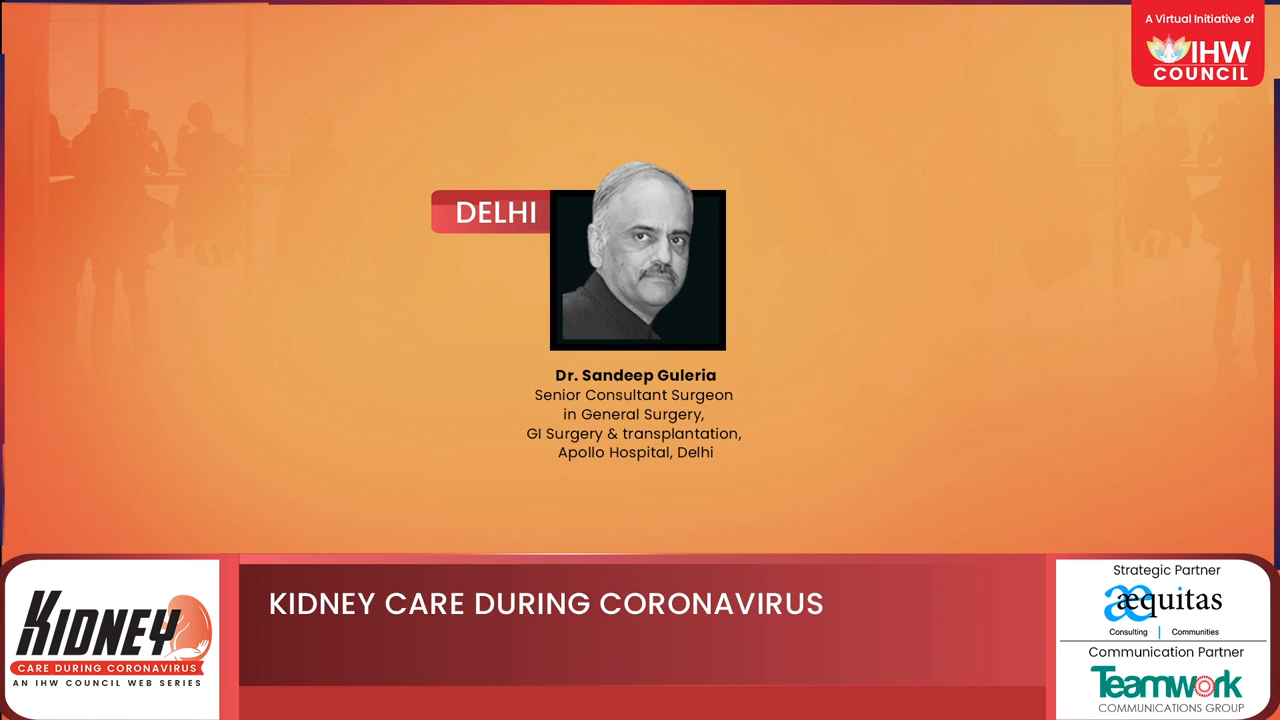 A Virtual Initiative of
IHW
COUNCIL
DELHI
Dr. Sandeep Guleria
Senior Consultant Surgeon
in General Surgery,
GI Surgery & transplantation,
Apollo Hospital, Delhi
KIDNEY
CARE DURING CORONAVIRUS
AN IHW COUNCIL WEB SERIES
KIDNEY CARE DURING CORONAVIRUS
Strategic Partner
æquitas
Consulting | Communities
Communication Partner
Teamwork
COMMUNICATIONS GROUP